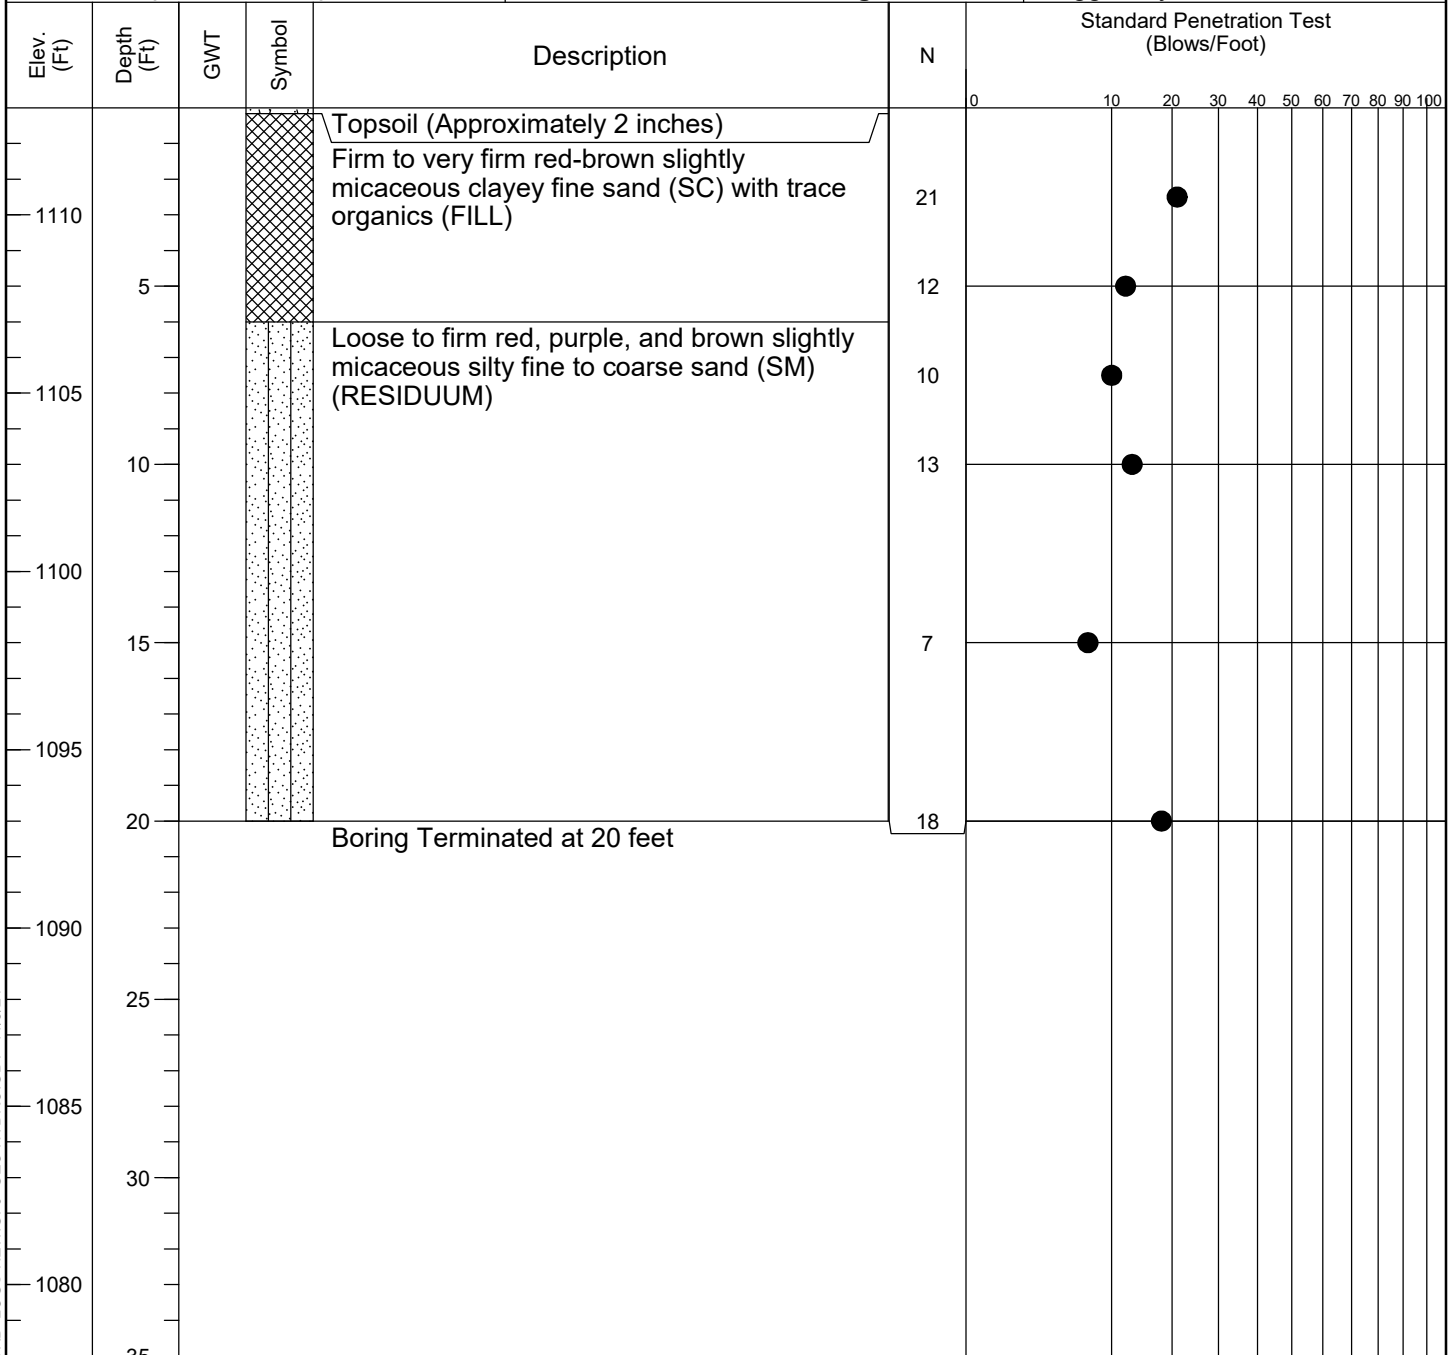 Elev.
(Ft)
Depth
(Ft)
GWT
Symbol
Description
N
Standard Penetration Test
(Blows/Foot)
0 10 20 30 40 50 60 70 80 90 100
Topsoil (Approximately 2 inches)
Firm to very firm red-brown slightly
micaceous clayey fine sand (SC) with trace
organics (FILL)
21
1110
5
12
Loose to firm red, purple, and brown slightly
micaceous silty fine to coarse sand (SM)
(RESIDUUM)
10
1105
10
13
1100
15
7
1095
20
18
Boring Terminated at 20 feet
1090
25
1085
30
1080
35